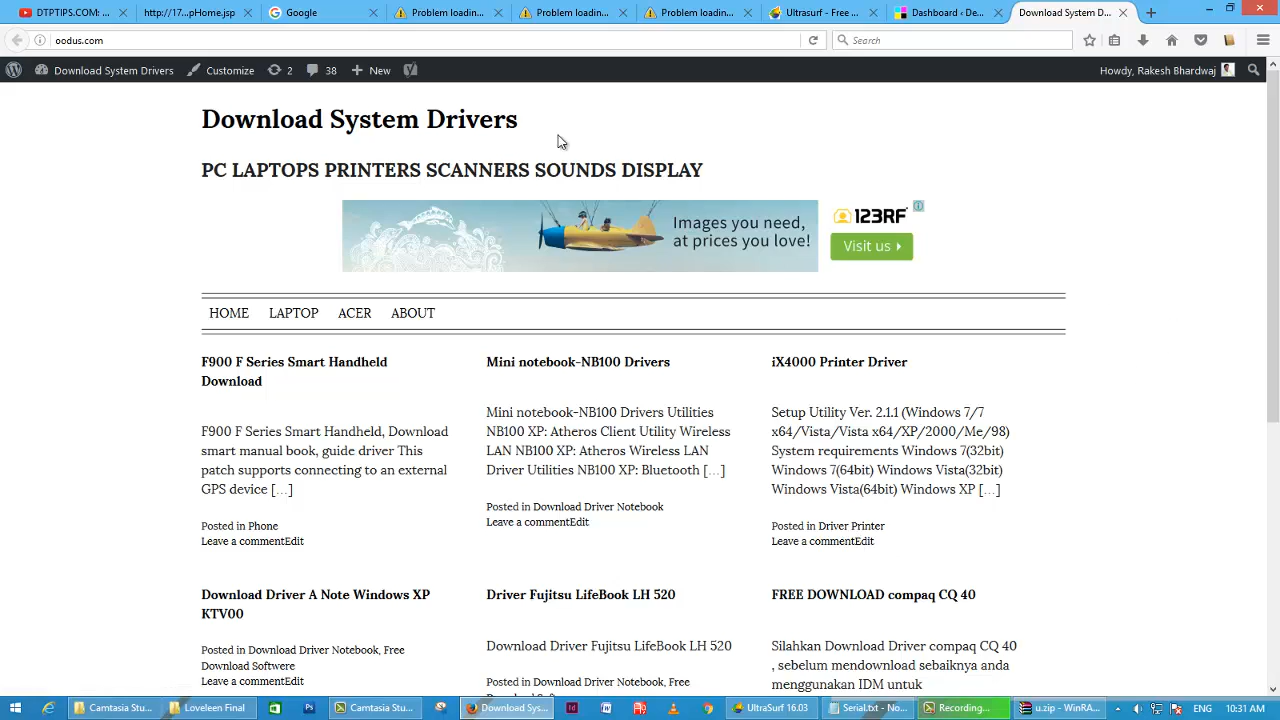 DTPTIPS.COM:
http://17...pHome.jsp
Google
Problem loadin...
Problem loadin...
Problem loadin...
Ultrasurf - Free ...
Dashboard ‹ De...
Download System D...
oodus.com
Search
Download System Drivers
Customize
2
38
New
Howdy, Rakesh Bhardwaj
Download System Drivers
PC LAPTOPS PRINTERS SCANNERS SOUNDS DISPLAY
Images you need,
at prices you love!
123RF
Visit us
HOME LAPTOP ACER ABOUT
F900 F Series Smart Handheld
Download
F900 F Series Smart Handheld, Download
smart manual book, guide driver This
patch supports connecting to an external
GPS device […]
Posted in Phone
Leave a commentEdit
Mini notebook-NB100 Drivers
Mini notebook-NB100 Drivers Utilities
NB100 XP: Atheros Client Utility Wireless
LAN NB100 XP: Atheros Wireless LAN
Driver Utilities NB100 XP: Bluetooth […]
Posted in Download Driver Notebook
Leave a commentEdit
iX4000 Printer Driver
Setup Utility Ver. 2.1.1 (Windows 7/7
x64/Vista/Vista x64/XP/2000/Me/98)
System requirements Windows 7(32bit)
Windows 7(64bit) Windows Vista(32bit)
Windows Vista(64bit) Windows XP […]
Posted in Driver Printer
Leave a commentEdit
Download Driver A Note Windows XP
KTV00
Posted in Download Driver Notebook, Free
Download Softwere
Leave a commentEdit
Driver Fujitsu LifeBook LH 520
Download Driver Fujitsu LifeBook LH 520
Posted in Download Driver Notebook, Free
FREE DOWNLOAD compaq CQ 40
Silahkan Download Driver compaq CQ 40
, sebelum mendownload sebaiknya anda
menggunakan IDM untuk
Camtasia Stu...
Loveleen Final
Camtasia Stu...
Download Sys...
UltraSurf 16.03
Serial.txt - No...
Recording...
u.zip - WinRA...
ENG
10:31 AM